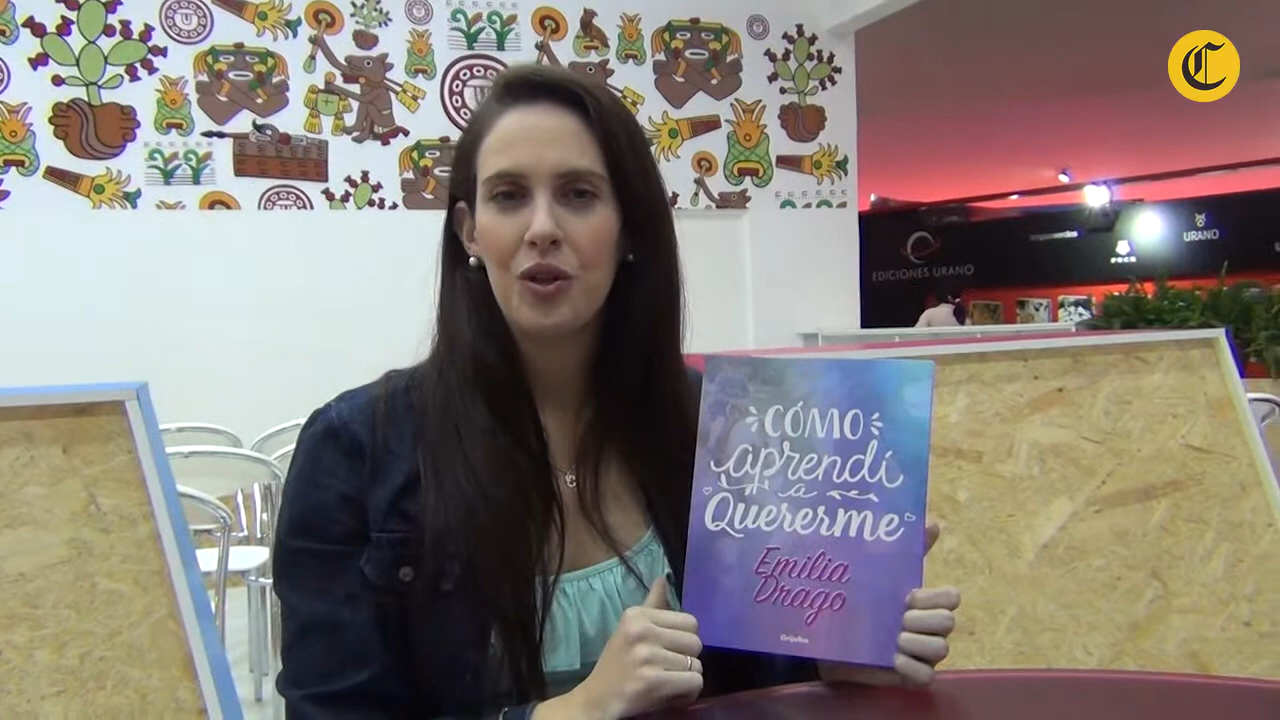 C
EDICIONES URANO
URANO
CÓMO
aprendí
a
Quererme
Emilia
Drago
Grijalbo